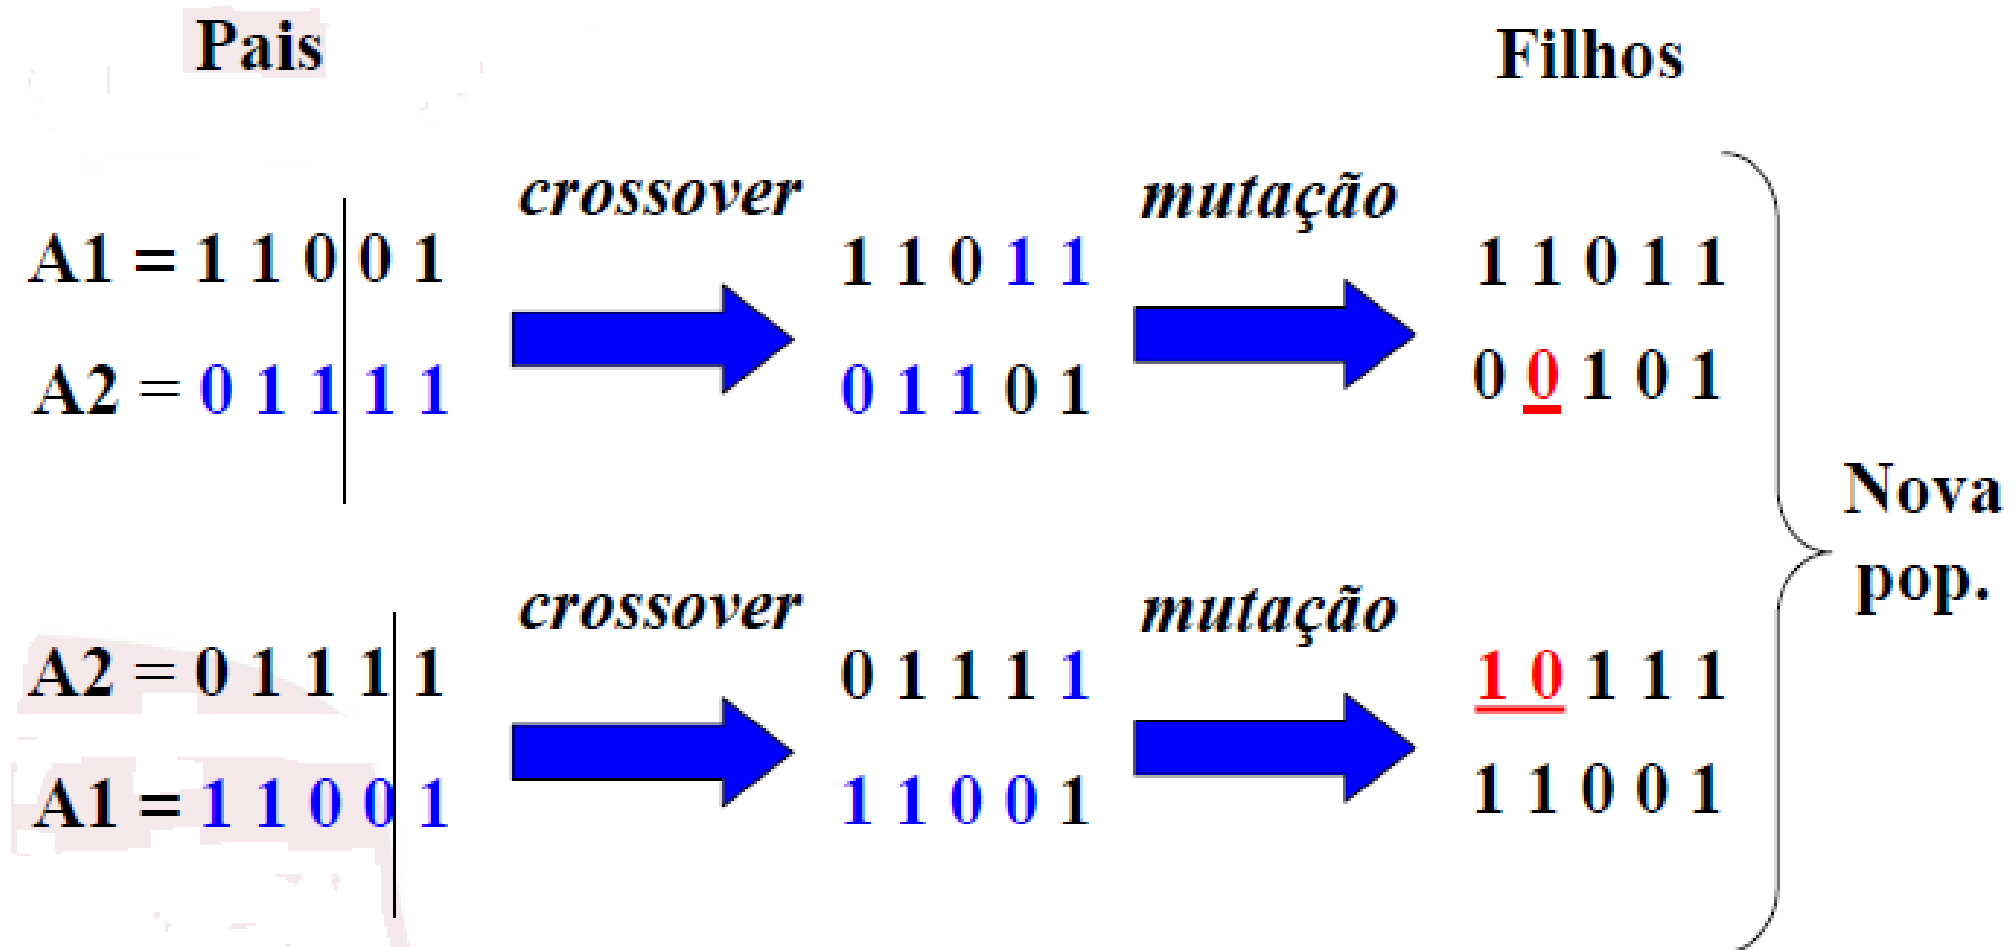 Pais
Filhos
crossover
mutação
A1 = 1 1 0 0 1
1 1 0 1 1
1 1 0 1 1
A2 = 0 1 1 1 1
0 1 1 0 1
0 0 1 0 1
Nova
pop.
crossover
mutação
A2 = 0 1 1 1 1
0 1 1 1 1
1 0 1 1 1
A1 = 1 1 0 0 1
1 1 0 0 1
1 1 0 0 1